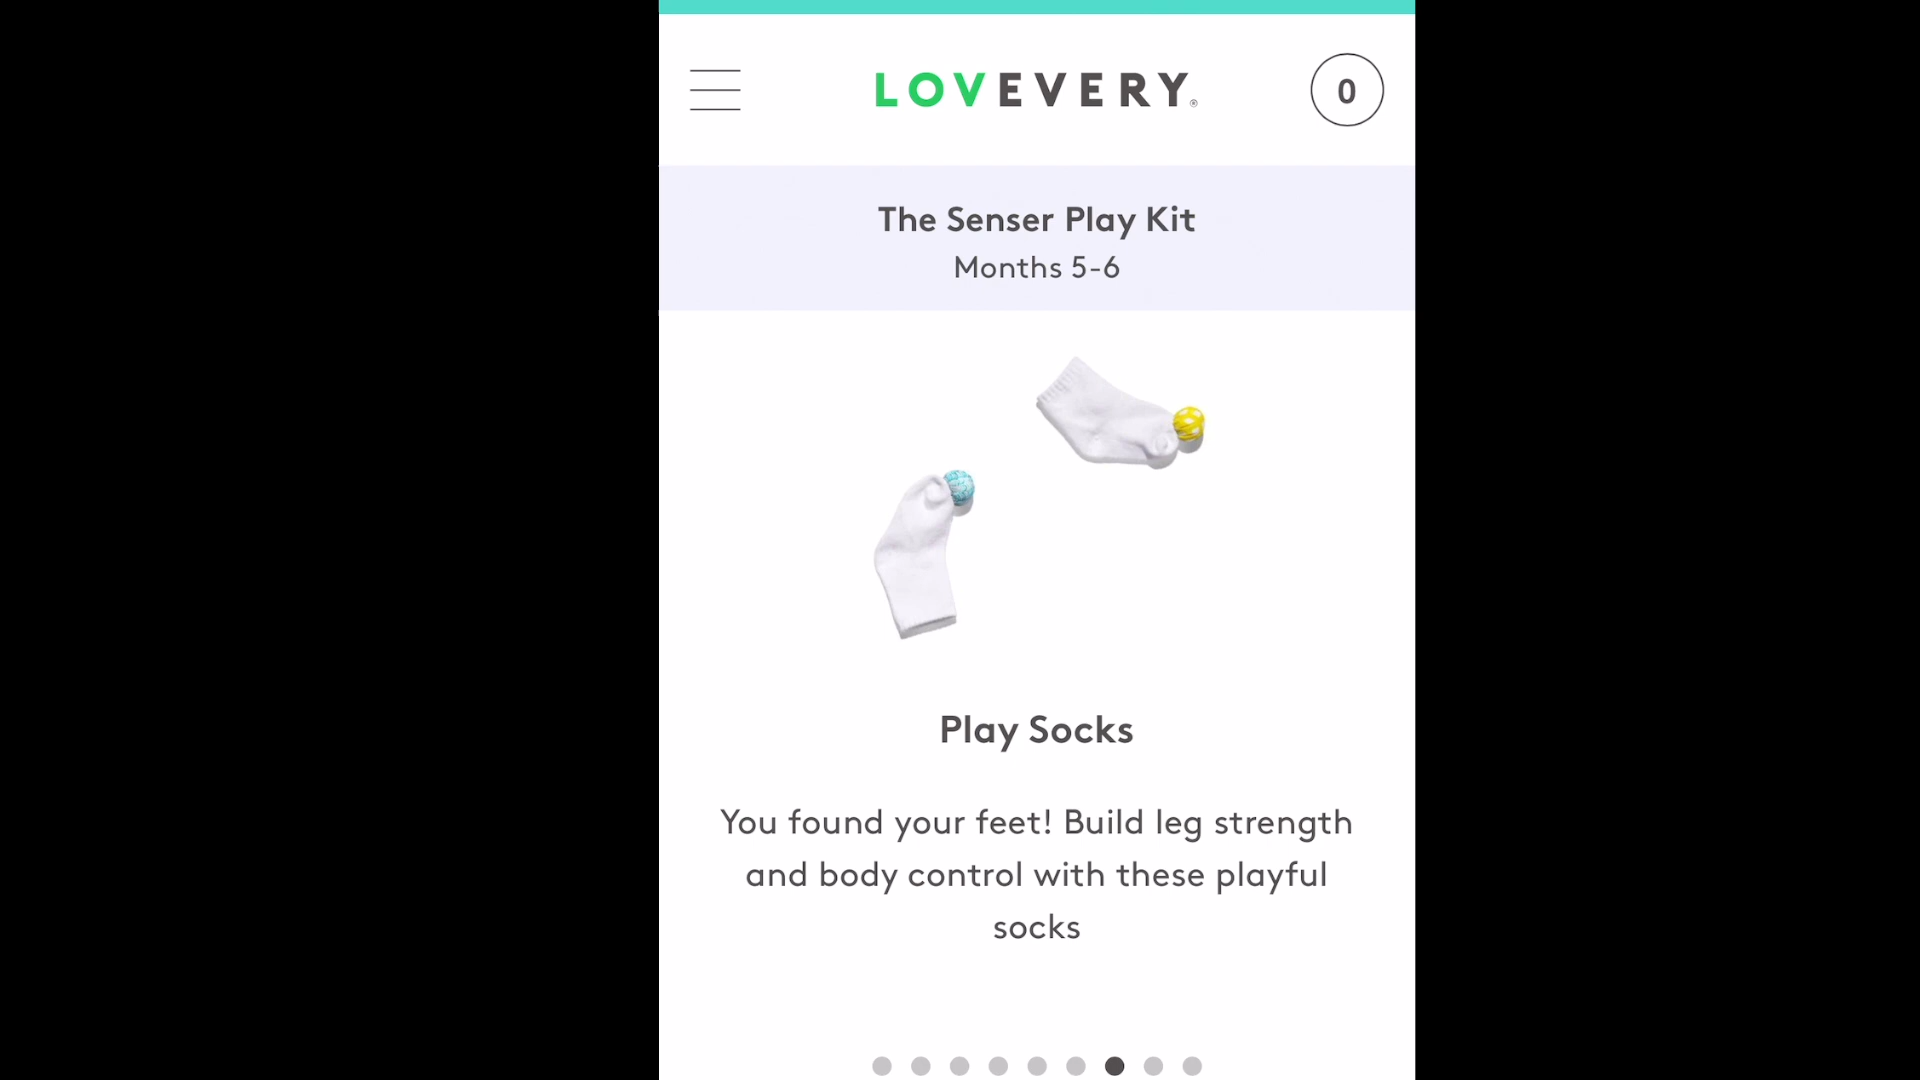 LOVEVERY®
0
The Senser Play Kit
Months 5-6
Play Socks
You found your feet! Build leg strength
and body control with these playful
socks